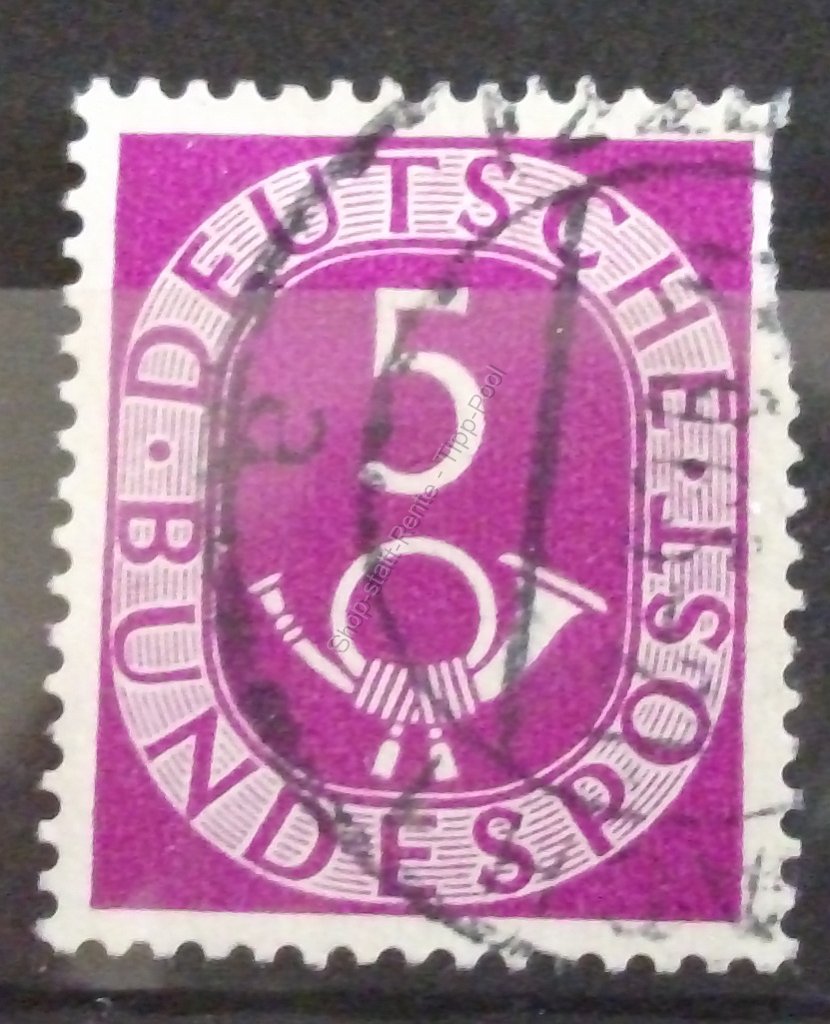 DEUTSCHE
BUNDESPOST
5
a
Shop-statt-Rente - Tipp-Pool